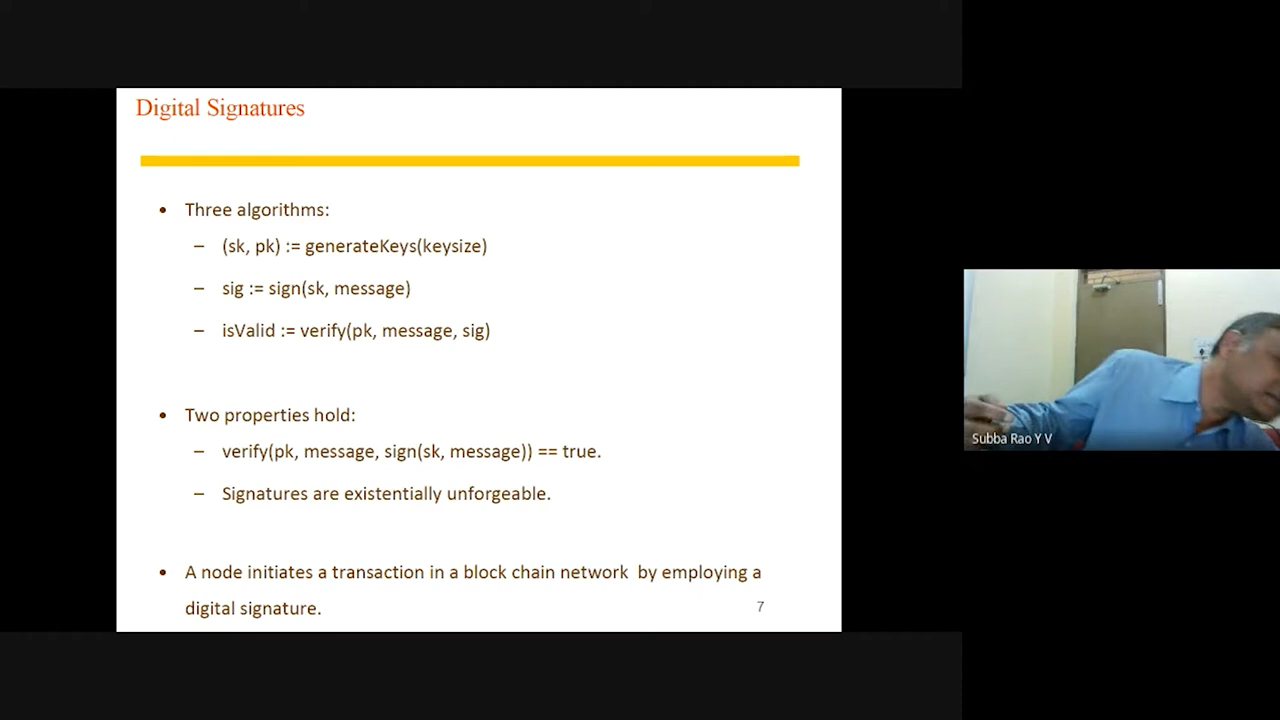 Digital Signatures
• Three algorithms:
– (sk, pk) := generateKeys(keysize)
– sig := sign(sk, message)
– isValid := verify(pk, message, sig)
• Two properties hold:
– verify(pk, message, sign(sk, message)) == true.
– Signatures are existentially unforgeable.
• A node initiates a transaction in a block chain network by employing a
digital signature.
7
Subba Rao Y V